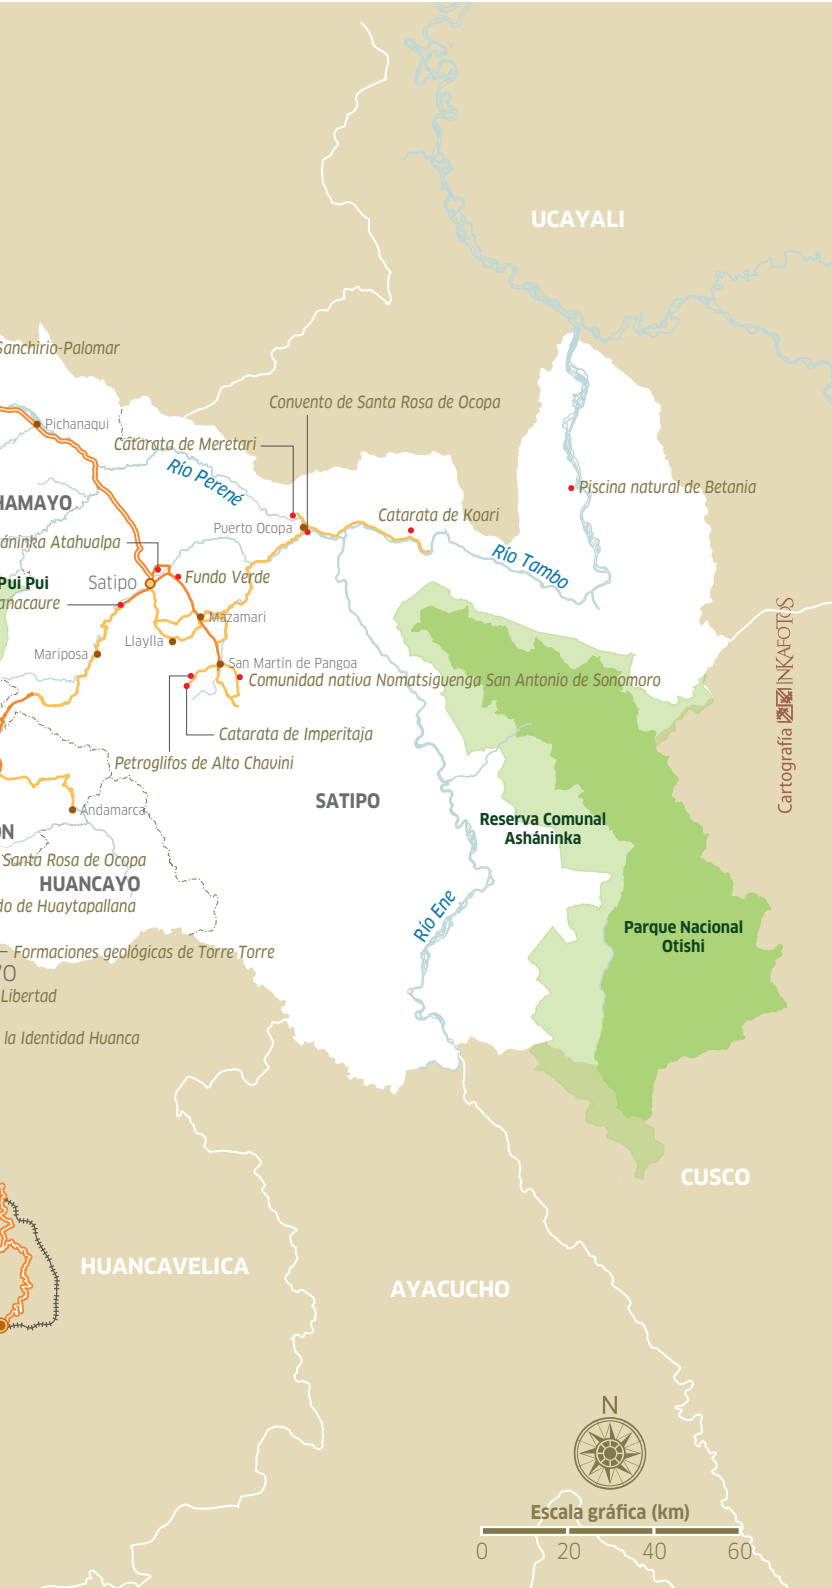 UCAYALI
Sanchirio-Palomar
Convento de Santa Rosa de Ocopa
Pichanaqui
Catarata de Meretari
Río Perené
Piscina natural de Betania
HAMAYO
Catarata de Koari
Puerto Ocopa
áninka Atahualpa
Río Tambo
Pui Pui
Satipo
Fundo Verde
anacaure
Mazamari
Llaylla
Mariposa
San Martín de Pangoa
Comunidad nativa Nomatsiguenga San Antonio de Sonomoro
Cartografía INKAFOTOS
Catarata de Imperitaja
Petroglifos de Alto Chavini
SATIPO
Andamarca
Reserva Comunal
Asháninka
ÓN
Santa Rosa de Ocopa
HUANCAYO
do de Huaytapallana
Río Ene
Parque Nacional
Otishi
Formaciones geológicas de Torre Torre
YO
Libertad
la Identidad Huanca
CUSCO
HUANCAVELICA
AYACUCHO
N
Escala gráfica (km)
0 20 40 60